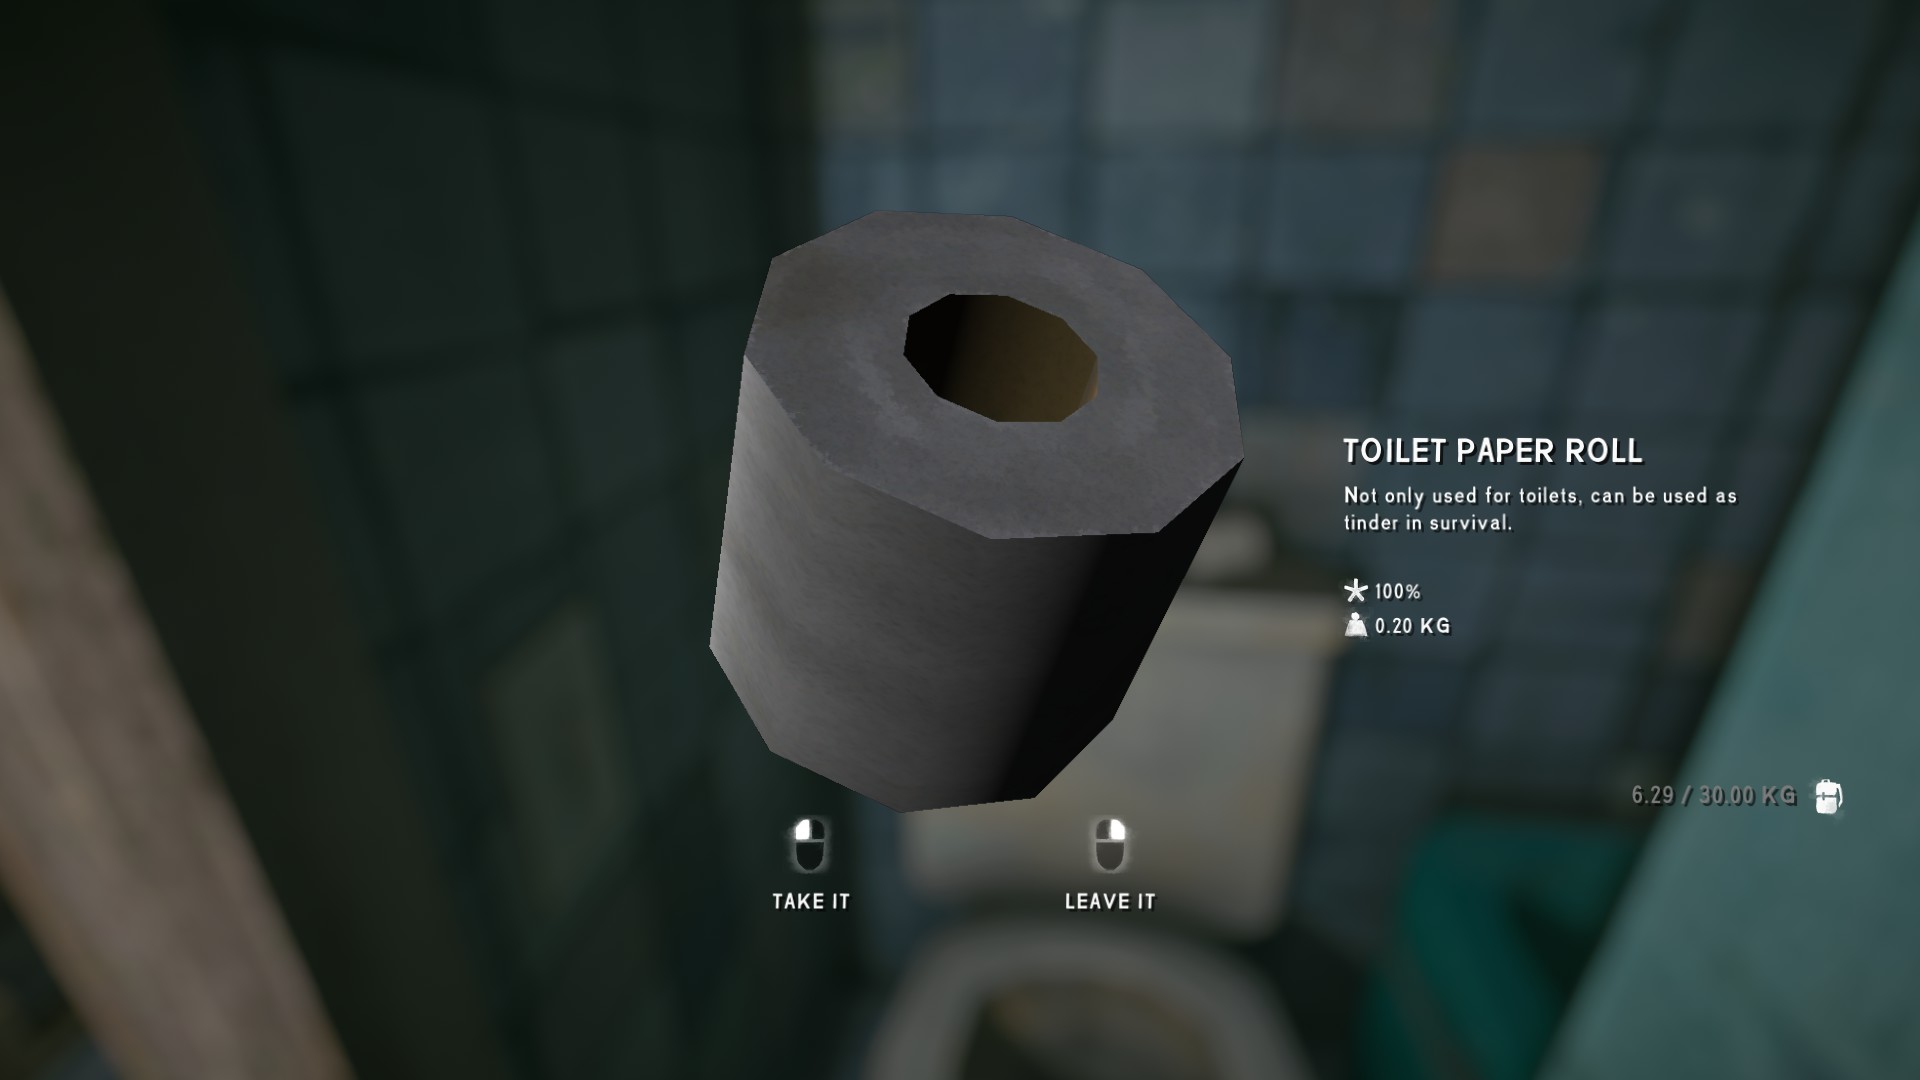 TOILET PAPER ROLL
Not only used for toilets, can be used as
tinder in survival.
100%
0.20 KG
6.29 / 30.00 KG
TAKE IT
LEAVE IT